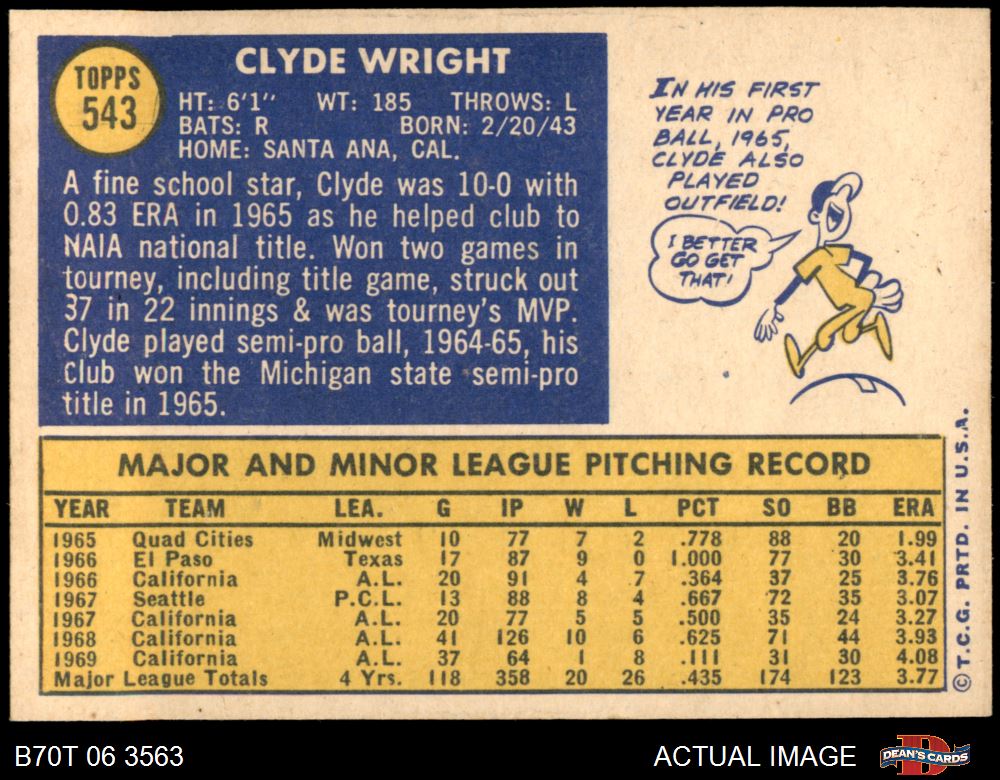 TOPPS
543
CLYDE WRIGHT
HT: 6'1" WT: 185 THROWS: L
BATS: R BORN: 2/20/43
HOME: SANTA ANA, CAL.
A fine school star, Clyde was 10-0 with
0.83 ERA in 1965 as he helped club to
NAIA national title. Won two games in
tourney, including title game, struck out
37 in 22 innings & was tourney's MVP.
Clyde played semi-pro ball, 1964-65, his
club won the Michigan state semi-pro
title in 1965.
IN HIS FIRST
YEAR IN PRO
BALL, 1965,
CLYDE ALSO
PLAYED
OUTFIELD!
I BETTER
GO GET
THAT!
MAJOR AND MINOR LEAGUE PITCHING RECORD
YEAR TEAM LEA. G IP W L PCT SO BB ERA
1965 Quad Cities Midwest 10 77 7 2 .778 88 20 1.99
1966 El Paso Texas 17 87 9 0 1.000 77 30 3.41
1966 California A.L. 20 91 4 7 .364 37 25 3.76
1967 Seattle P.C.L. 13 88 8 4 .667 72 35 3.07
1967 California A.L. 20 77 5 5 .500 35 24 3.27
1968 California A.L. 41 126 10 6 .625 71 44 3.93
1969 California A.L. 37 64 1 8 .111 31 30 4.08
Major League Totals 4 Yrs. 118 358 20 26 .435 174 123 3.77
© T.C.G. PRTD. IN U.S.A.
B70T 06 3563
ACTUAL IMAGE
DEAN'S CARDS